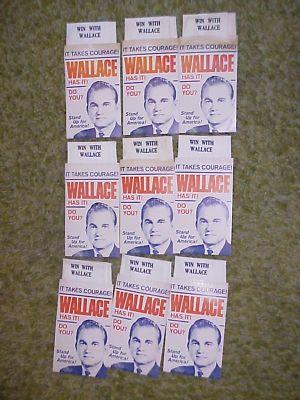 WIN WITH
WALLACE
IT TAKES COURAGE!
WALLACE
HAS IT!
DO
YOU?
Stand
Up for
America!
WIN WITH
WALLACE
IT TAKES COURAGE!
WALLACE
HAS IT!
DO
YOU?
Stand
Up for
America!
WIN WITH
WALLACE
IT TAKES COURAGE!
WALLACE
HAS IT!
DO
YOU?
Stand
Up for
America!
WIN WITH
WALLACE
IT TAKES COURAGE!
WALLACE
HAS IT!
DO
YOU?
Stand
Up for
America!
WIN WITH
WALLACE
IT TAKES COURAGE!
WALLACE
HAS IT!
DO
YOU?
Stand
Up for
America!
WIN WITH
WALLACE
IT TAKES COURAGE!
WALLACE
HAS IT!
DO
YOU?
Stand
Up for
America!
WIN WITH
WALLACE
IT TAKES COURAGE!
WALLACE
HAS IT!
DO
YOU?
Stand
Up for
America!
WIN WITH
WALLACE
IT TAKES COURAGE!
WALLACE
HAS IT!
DO
YOU?
Stand
Up for
America!
WIN WITH
WALLACE
IT TAKES COURAGE!
WALLACE
HAS IT!
DO
YOU?
Stand
Up for
America!